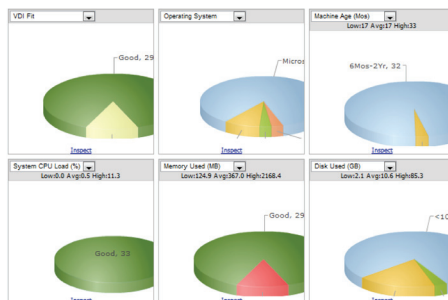 VDI Fit
Good, 29
Inspect
Operating System
Micros
Inspect
Machine Age (Mos)
Low:17 Avg:17 High:33
6Mos-2Yr, 32
Inspect
System CPU Load (%)
Low:0.0 Avg:0.5 High:11.3
Good, 33
Inspect
Memory Used (MB)
Low:124.9 Avg:367.0 High:2168.4
Good, 29
Inspect
Disk Used (GB)
Low:2.1 Avg:10.6 High:85.3
<10
Inspect